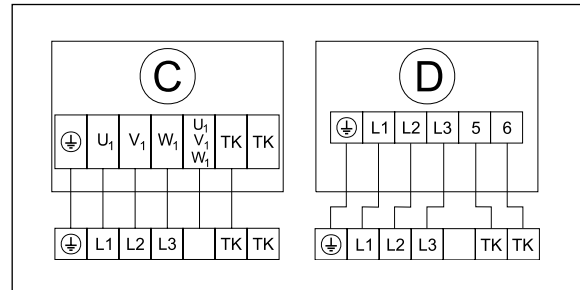 C
U1 V1 W1 U1 V1 W1 TK TK
L1 L2 L3 TK TK
D
L1 L2 L3 5 6
L1 L2 L3 TK TK